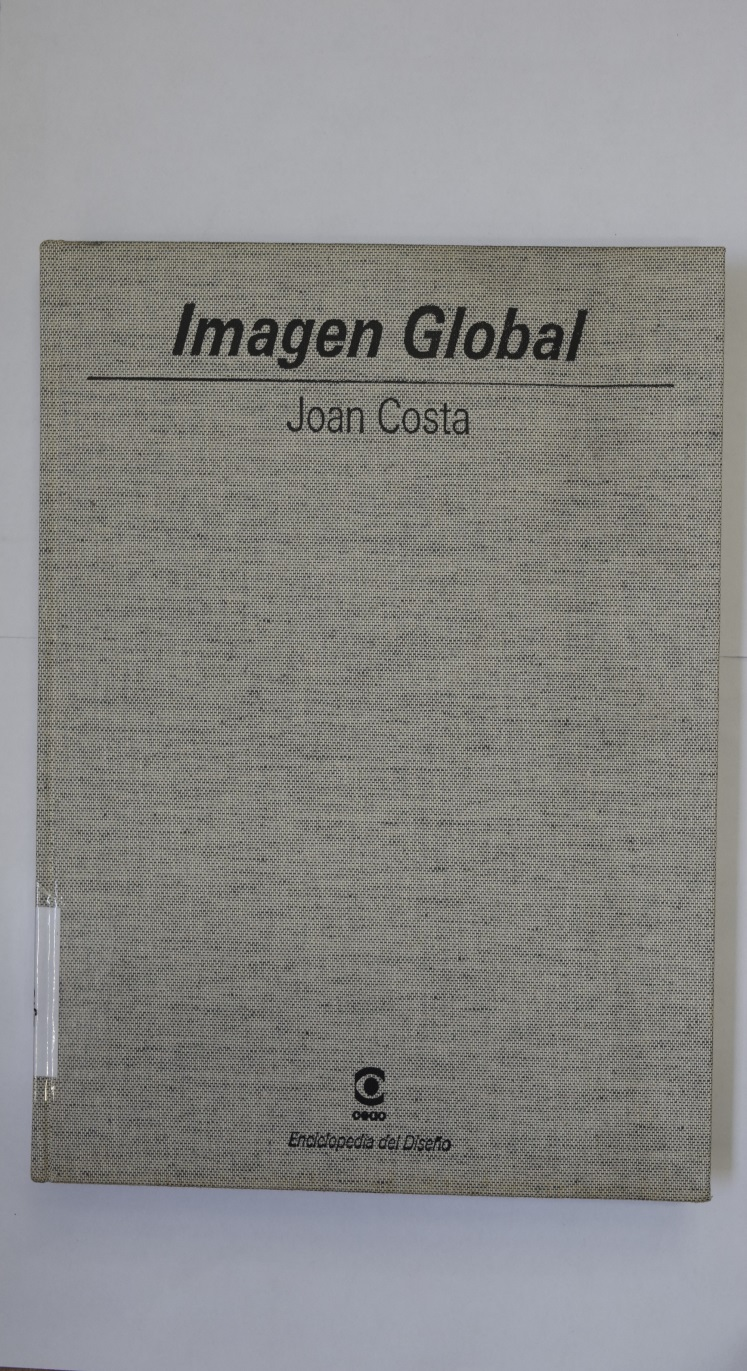 Imagen Global
Joan Costa
ceac
Enciclopedia del Diseño